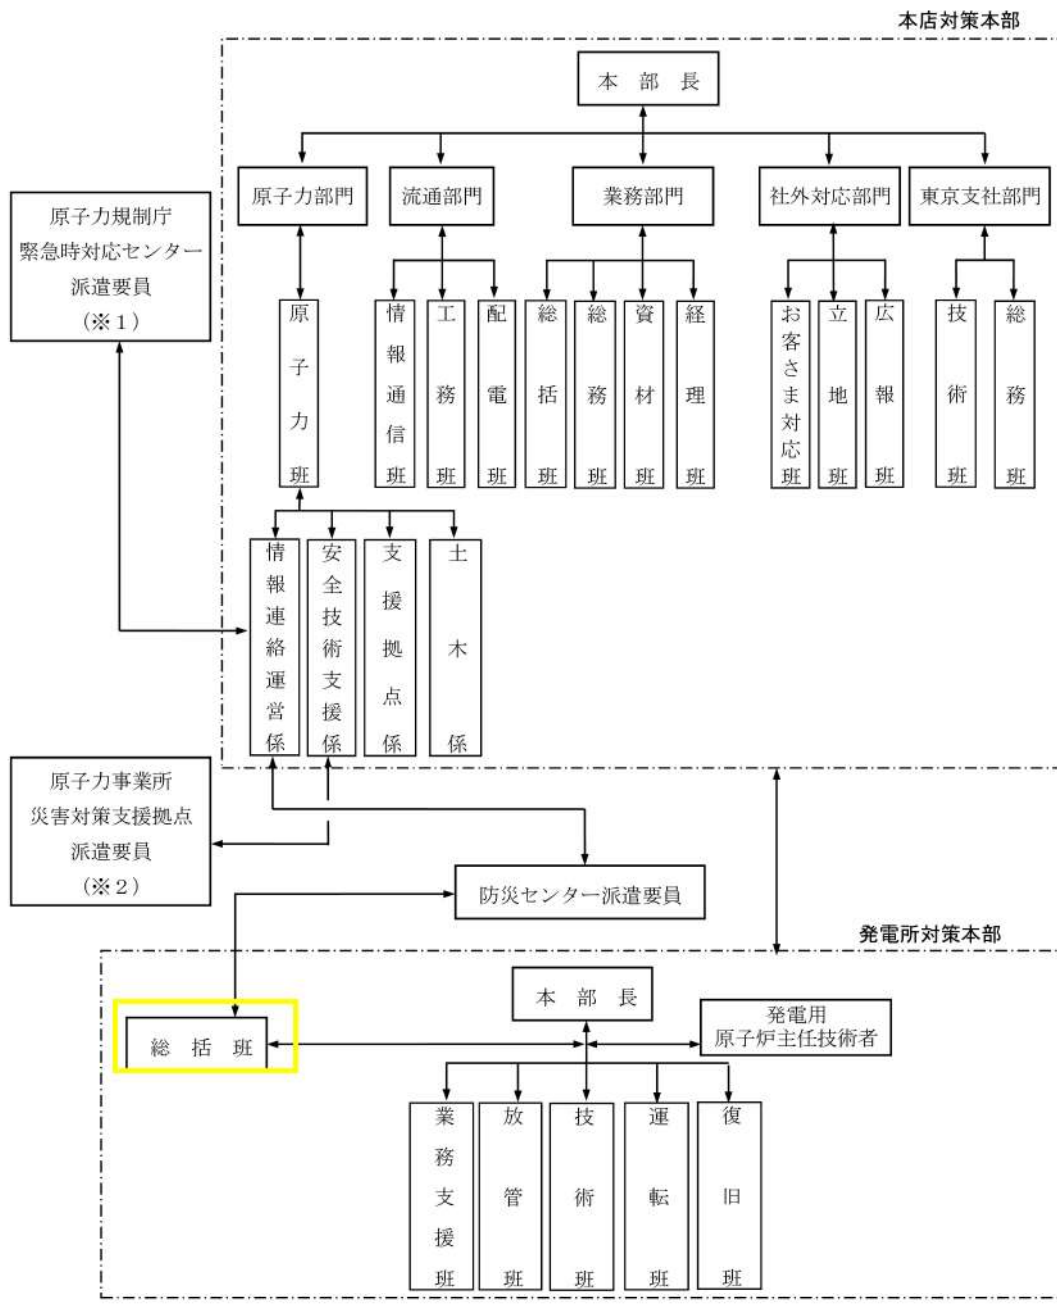 本店対策本部
本部長
原子力部門
流通部門
業務部門
社外対応部門
東京支社部門
原子力規制庁
緊急時対応センター
派遣要員
(※1)
原子力班
情報通信班
工務班
配電班
総括班
総務班
資材班
経理班
お客さま対応班
立地班
広報班
技術班
総務班
情報連絡運営係
安全技術支援係
支援拠点係
土木係
原子力事業所
災害対策支援拠点
派遣要員
(※2)
防災センター派遣要員
発電所対策本部
本部長
総括班
発電用
原子炉主任技術者
業務支援班
放管班
技術班
運転班
復旧班